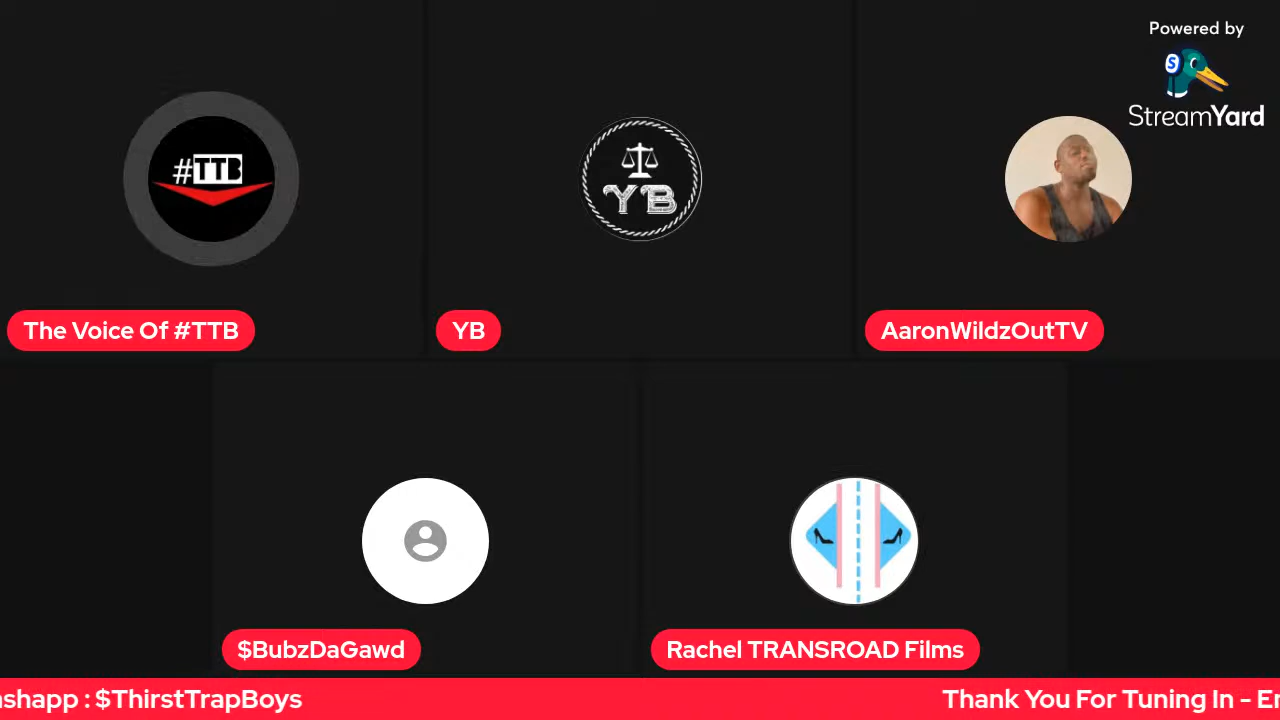 Powered by
S
StreamYard
#TTB
YB
The Voice Of #TTB
YB
AaronWildzOutTV
$BubzDaGawd
Rachel TRANSROAD Films
: $ThirstTrapBoys
Thank You For Tuning In -